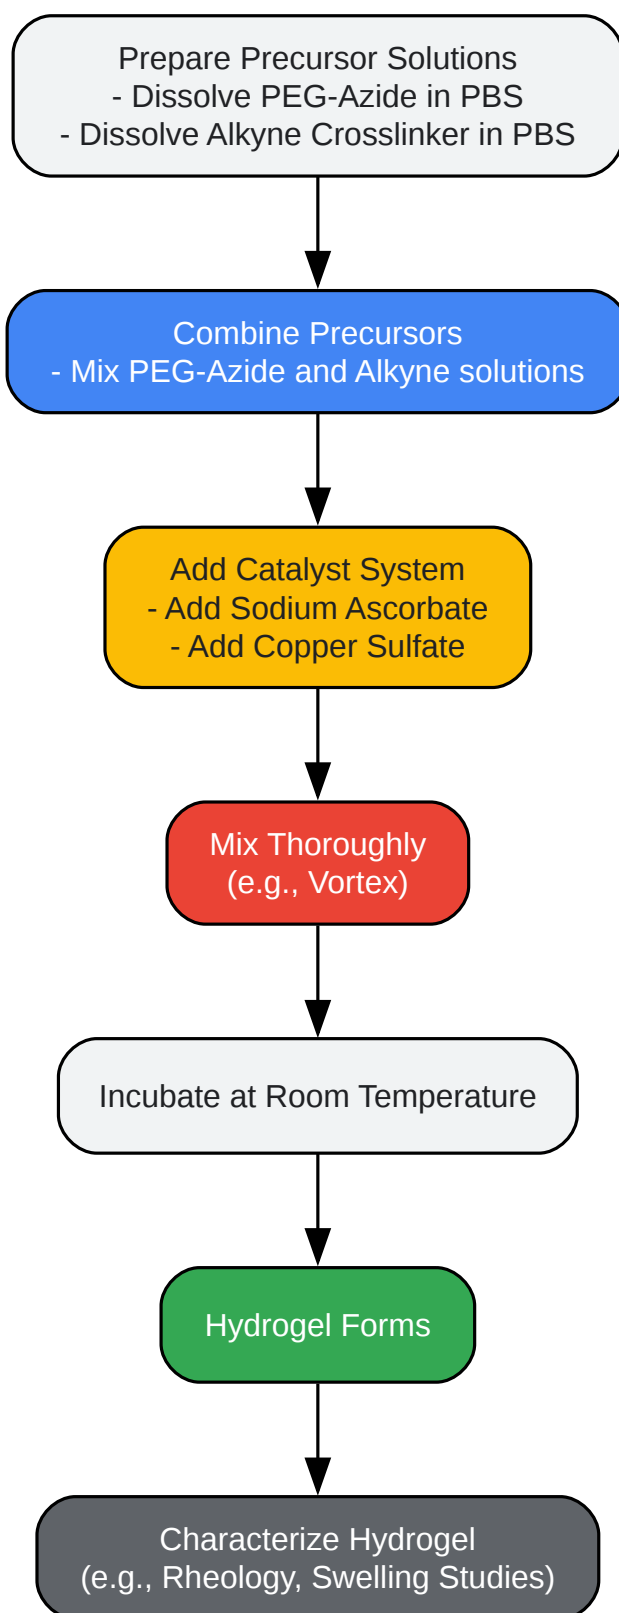 Prepare Precursor Solutions
- Dissolve PEG-Azide in PBS
- Dissolve Alkyne Crosslinker in PBS
Combine Precursors
- Mix PEG-Azide and Alkyne solutions
Add Catalyst System
- Add Sodium Ascorbate
- Add Copper Sulfate
Mix Thoroughly
(e.g., Vortex)
Incubate at Room Temperature
Hydrogel Forms
Characterize Hydrogel
(e.g., Rheology, Swelling Studies)